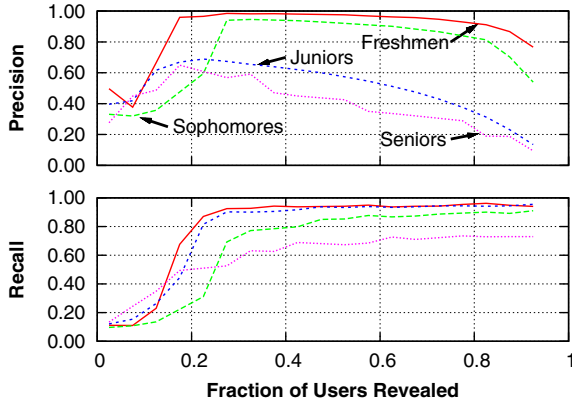 1.00
0.80
0.60
0.40
0.20
0.00
Precision
Freshmen
Juniors
Sophomores
Seniors
1.00
0.80
0.60
0.40
0.20
0.00
Recall
0 0.2 0.4 0.6 0.8 1
Fraction of Users Revealed